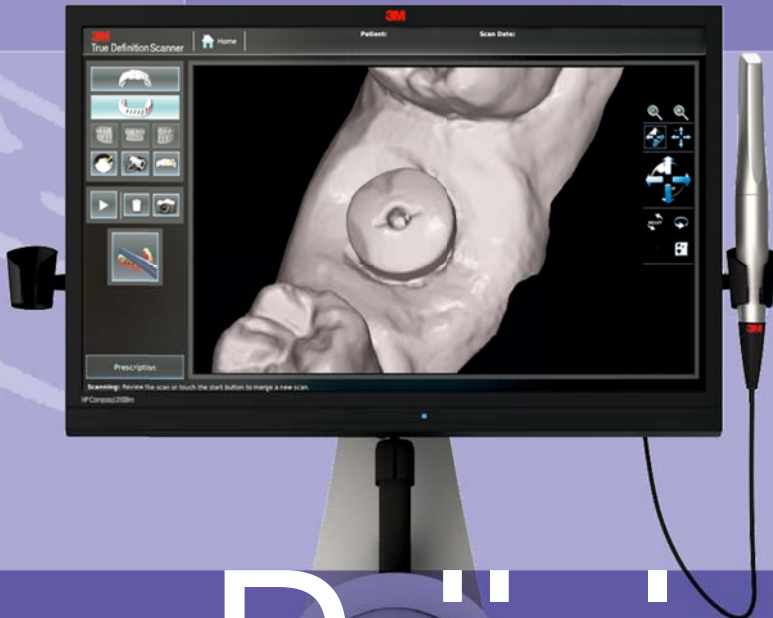 3M
3M
True Definition Scanner
Home
Patient:
Scan Date:
RESET
Prescription
Scanning: Review the scan or touch the start button to merge a new scan.
3M